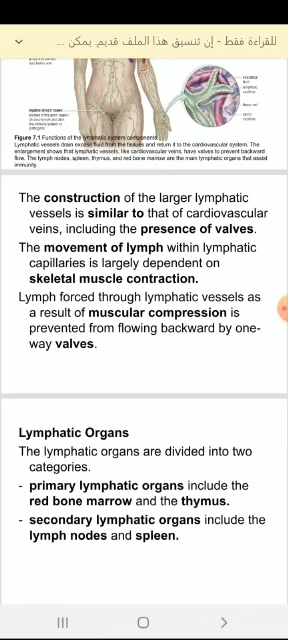 للقراءة فقط - إن تنسيق هذا الملف قديم. يمكن ...
Figure 7.1 Functions of the lymphatic system components
Lymphatic vessels drain excess fluid from the tissues and return it to the cardiovascular system. The
enlargement shows that lymphatic vessels, like cardiovascular veins, have valves to prevent backward
flow. The lymph nodes, spleen, thymus, and red bone marrow are the main lymphatic organs that assist
immunity.
The construction of the larger lymphatic
vessels is similar to that of cardiovascular
veins, including the presence of valves.
The movement of lymph within lymphatic
capillaries is largely dependent on
skeletal muscle contraction.
Lymph forced through lymphatic vessels as
a result of muscular compression is
prevented from flowing backward by one-
way valves.
Lymphatic Organs
The lymphatic organs are divided into two
categories.
- primary lymphatic organs include the
red bone marrow and the thymus.
- secondary lymphatic organs include the
lymph nodes and spleen.